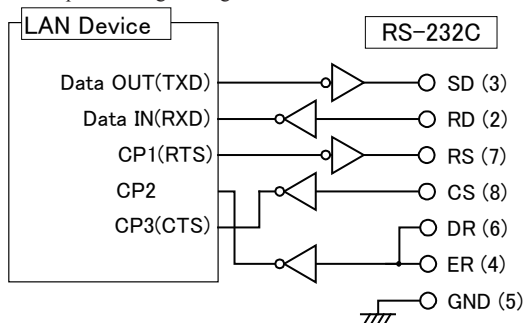 LAN Device
RS-232C
Data OUT(TXD)
SD (3)
Data IN(RXD)
RD (2)
CP1(RTS)
RS (7)
CP2
CS (8)
CP3(CTS)
DR (6)
ER (4)
GND (5)